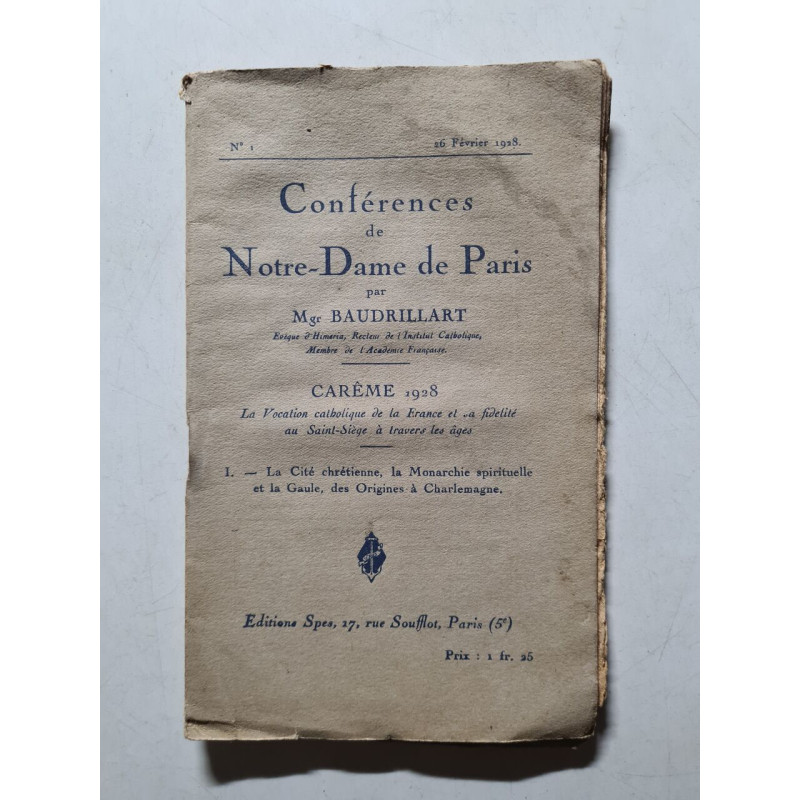 N° 1 26 Février 1928.
Conférences
de
Notre-Dame de Paris
par
Mgr BAUDRILLART
Evêque d'Himeria, Recteur de l'Institut Catholique,
Membre de l'Académie Française.
CARÊME 1928
La Vocation catholique de la France et sa fidélité
au Saint-Siège à travers les âges
I. — La Cité chrétienne, la Monarchie spirituelle
et la Gaule, des Origines à Charlemagne.
Editions Spes, 17, rue Soufflot, Paris (5e)
Prix : 1 fr. 25